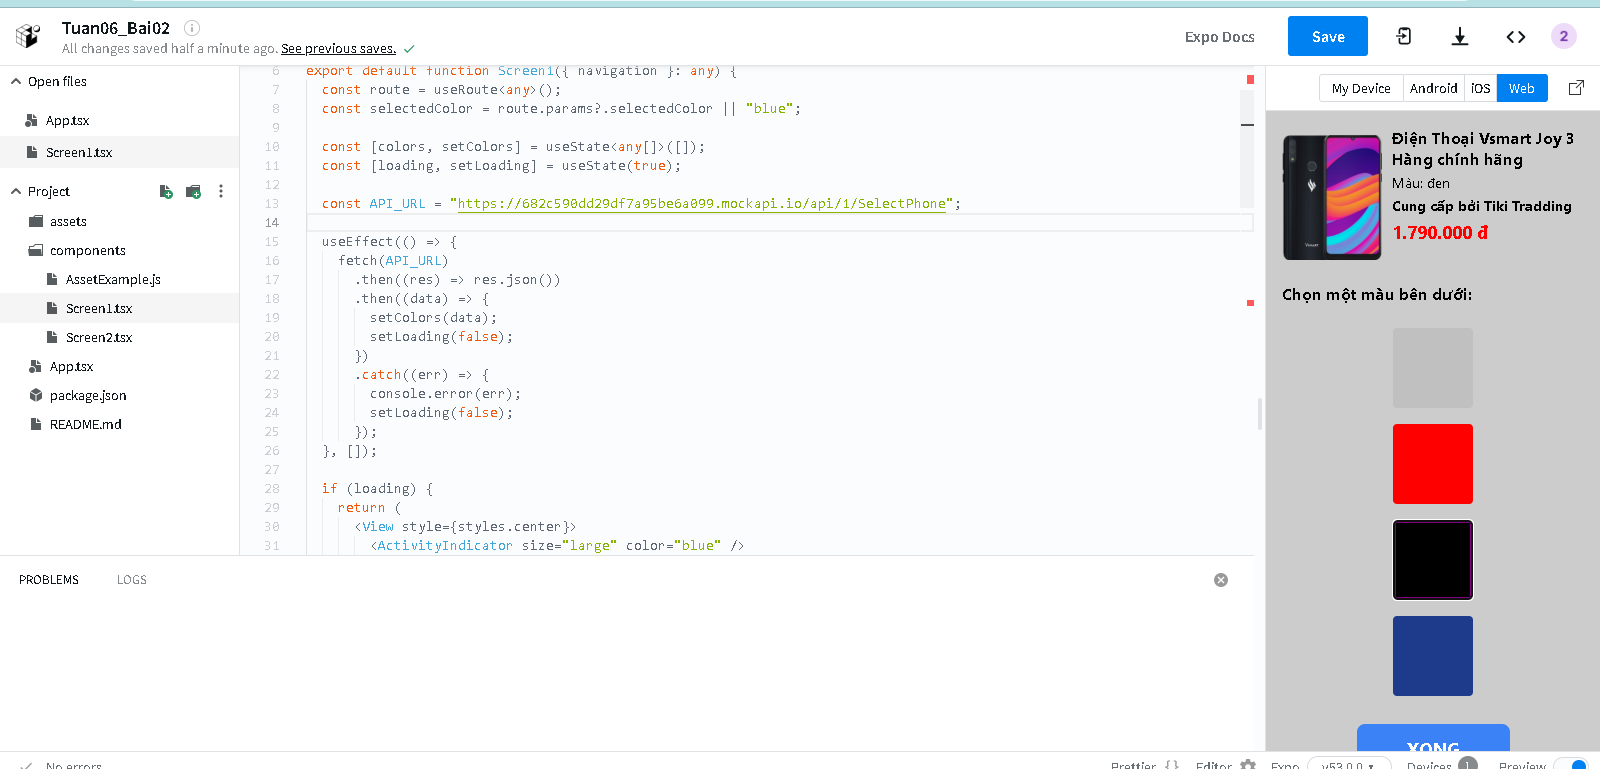 Tuan06_Bai02
All changes saved half a minute ago. See previous saves.
Expo Docs
Save
2
Open files
App.tsx
Screen1.tsx
Project
assets
components
AssetExample.js
Screen1.tsx
Screen2.tsx
App.tsx
package.json
README.md
6 export default function Screen1({ navigation }: any) {
7 const route = useRoute<any>();
8 const selectedColor = route.params?.selectedColor || "blue";
9
10 const [colors, setColors] = useState<any[]>([]);
11 const [loading, setLoading] = useState(true);
12
13 const API_URL = "https://682c590dd29df7a95be6a099.mockapi.io/api/1/SelectPhone";
14
15 useEffect(() => {
16 fetch(API_URL)
17 .then((res) => res.json())
18 .then((data) => {
19 setColors(data);
20 setLoading(false);
21 })
22 .catch((err) => {
23 console.error(err);
24 setLoading(false);
25 });
26 }, []);
27
28 if (loading) {
29 return (
30 <View style={styles.center}>
31 <ActivityIndicator size="large" color="blue" />
PROBLEMS LOGS
My Device Android iOS Web
Điện Thoại Vsmart Joy 3
Hàng chính hãng
Màu: đen
Cung cấp bởi Tiki Tradding
1.790.000 đ
Chọn một màu bên dưới:
XONG
No errors
Prettier { } Editor Expo v53.0.0 Devices 1 Preview